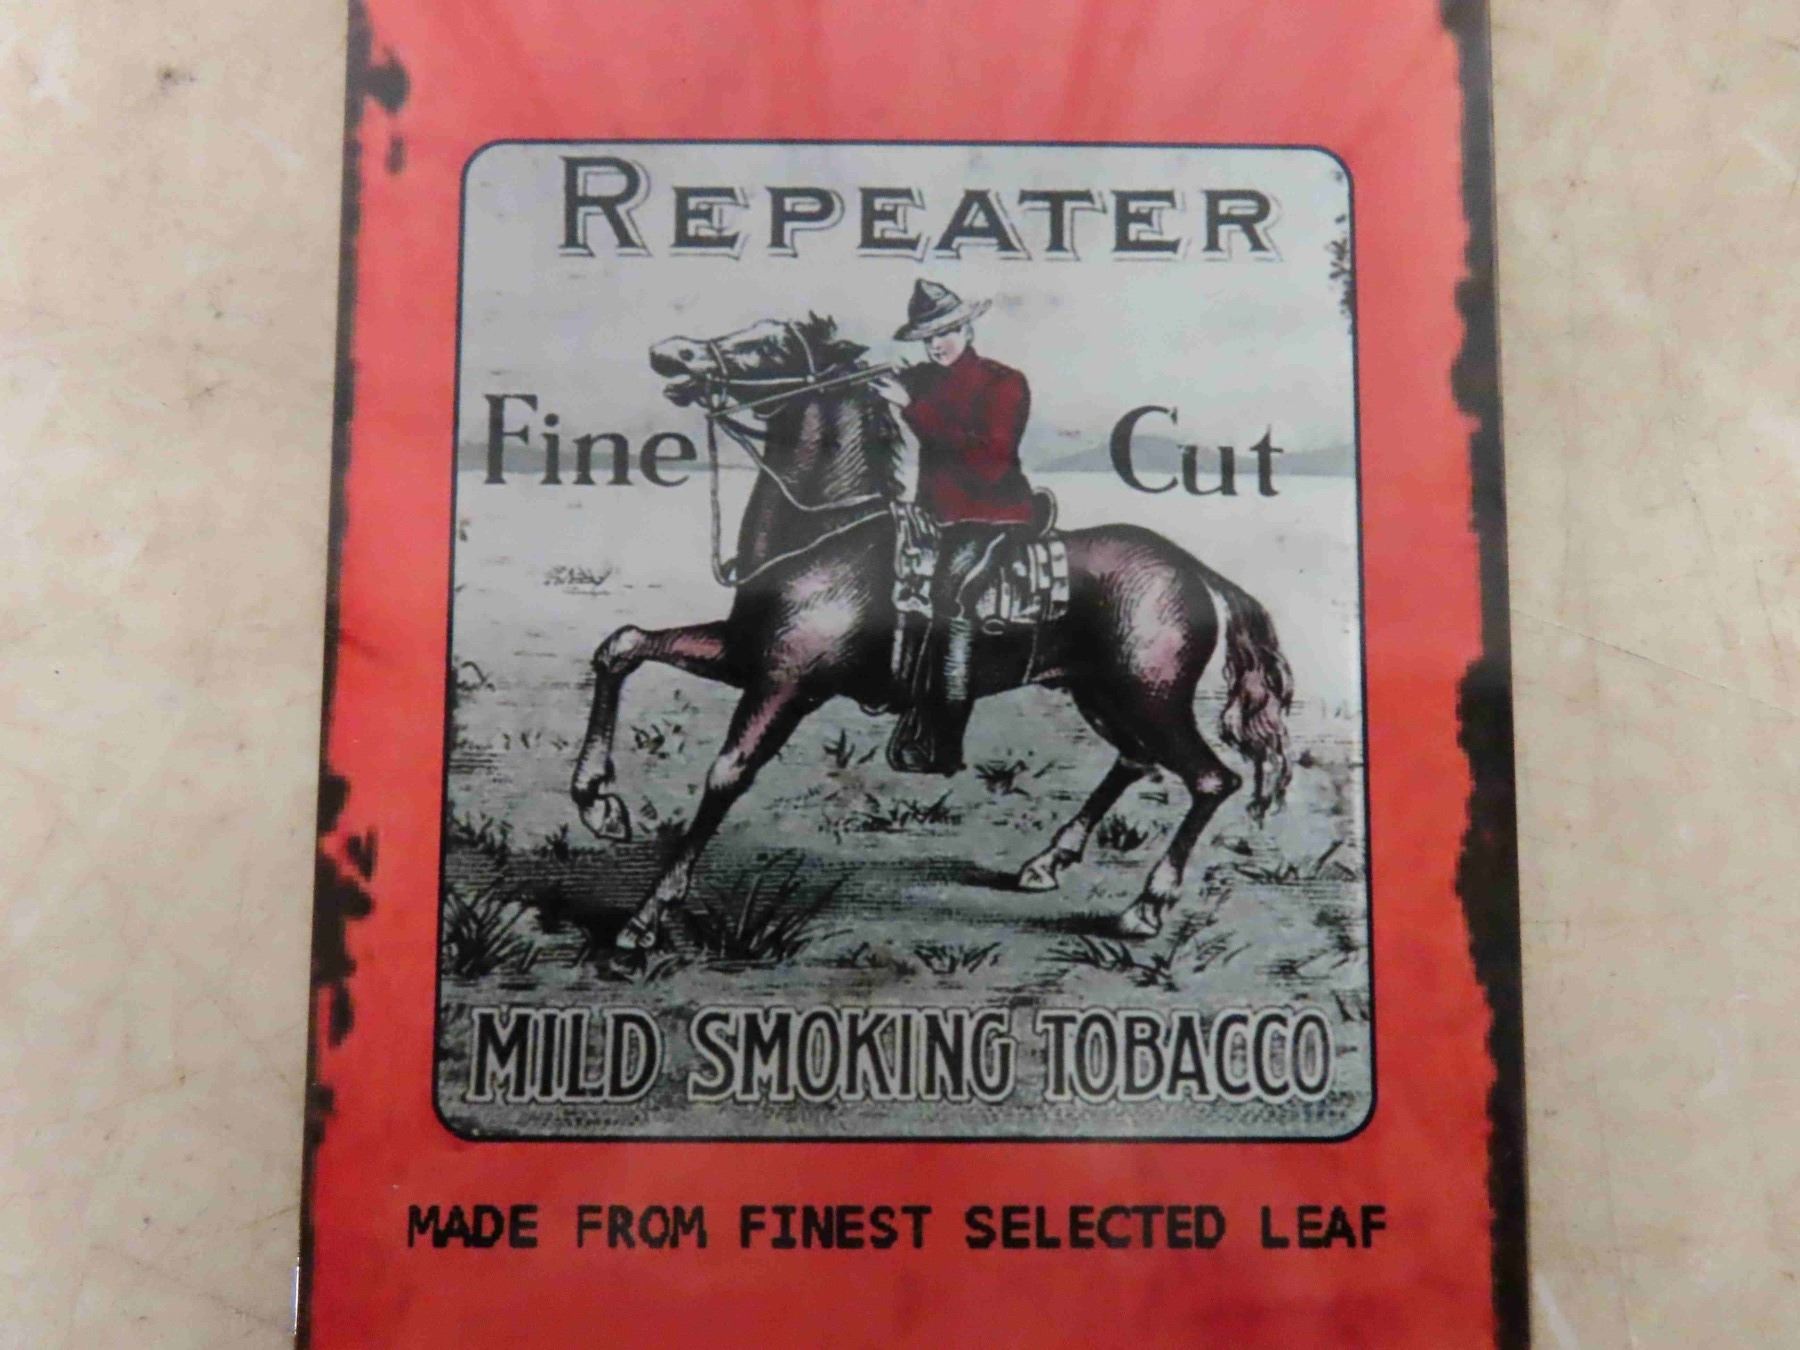 REPEATER
Fine Cut
MILD SMOKING TOBACCO
MADE FROM FINEST SELECTED LEAF